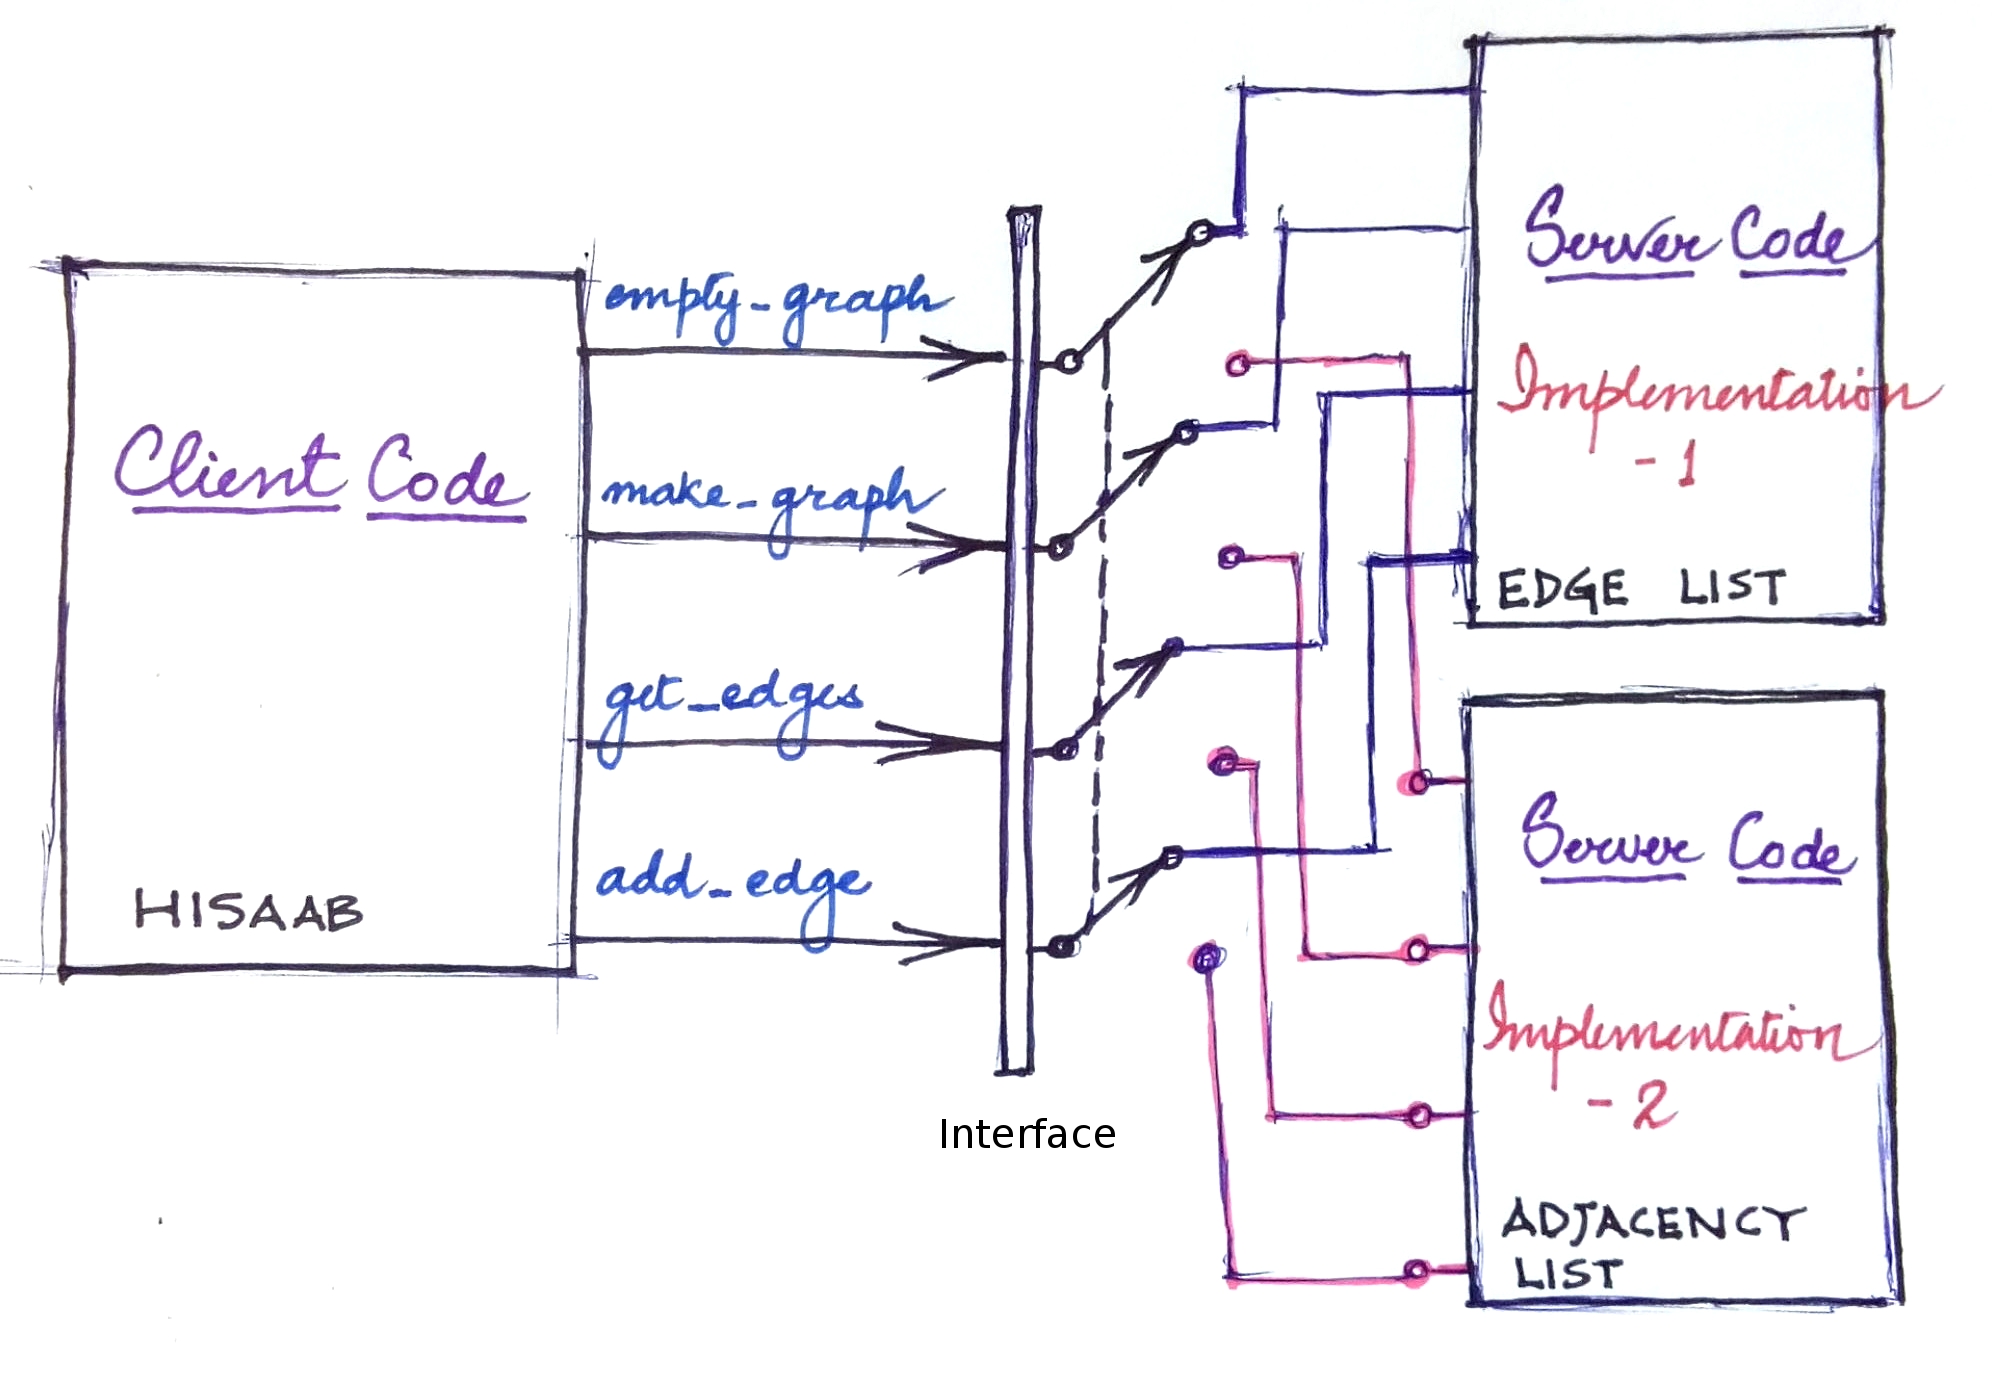 Client Code
HISAAB
empty_graph
make_graph
get_edges
add_edge
Interface
Server Code
Implementation
- 1
EDGE LIST
Server Code
Implementation
- 2
ADJACENCY
LIST